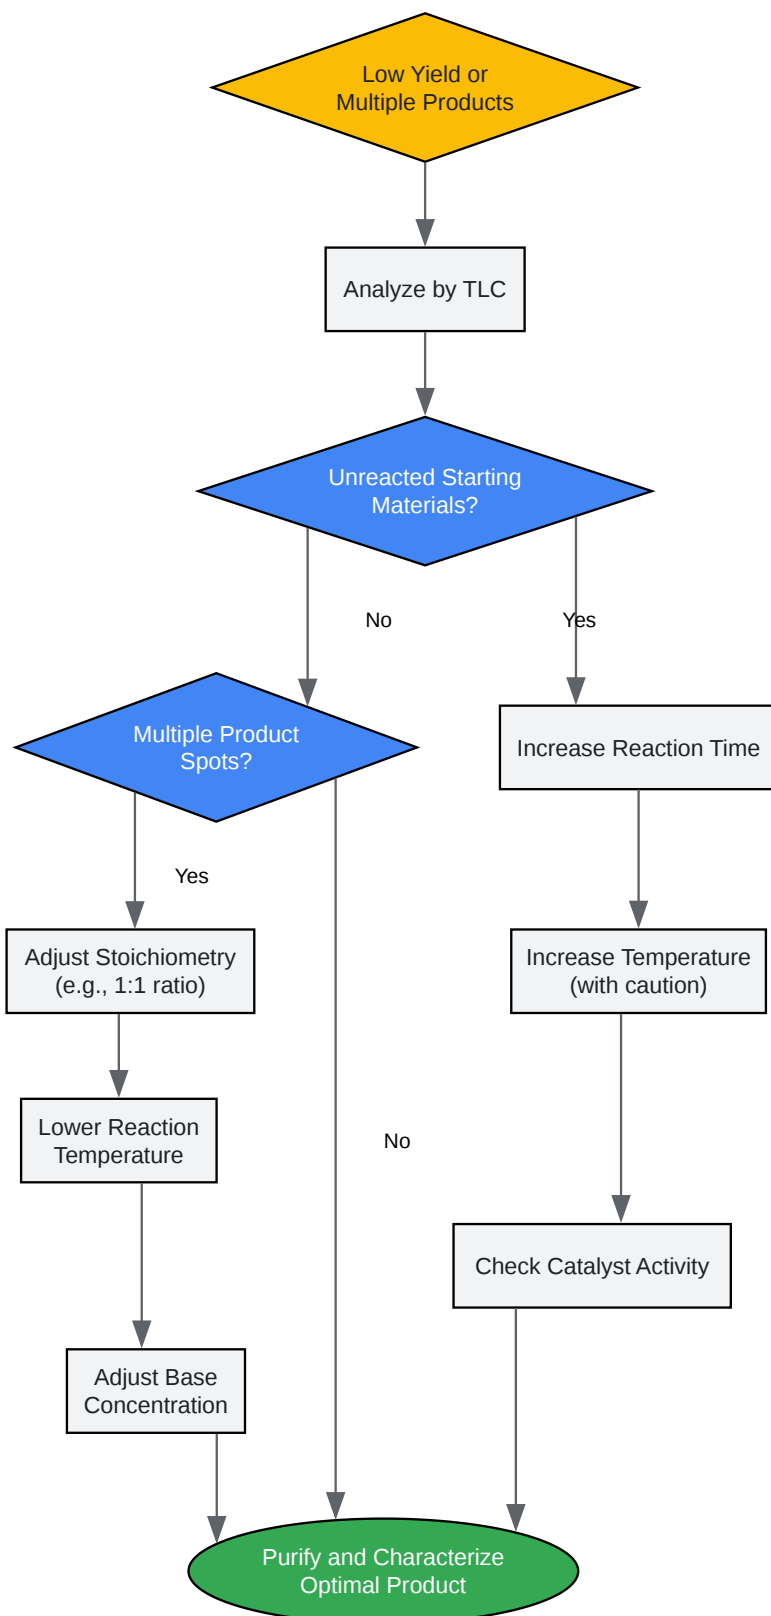 Low Yield or
Multiple Products
Analyze by TLC
Unreacted Starting
Materials?
No
Yes
Multiple Product
Spots?
Increase Reaction Time
Yes
Adjust Stoichiometry
(e.g., 1:1 ratio)
Increase Temperature
(with caution)
Lower Reaction
Temperature
No
Check Catalyst Activity
Adjust Base
Concentration
Purify and Characterize
Optimal Product